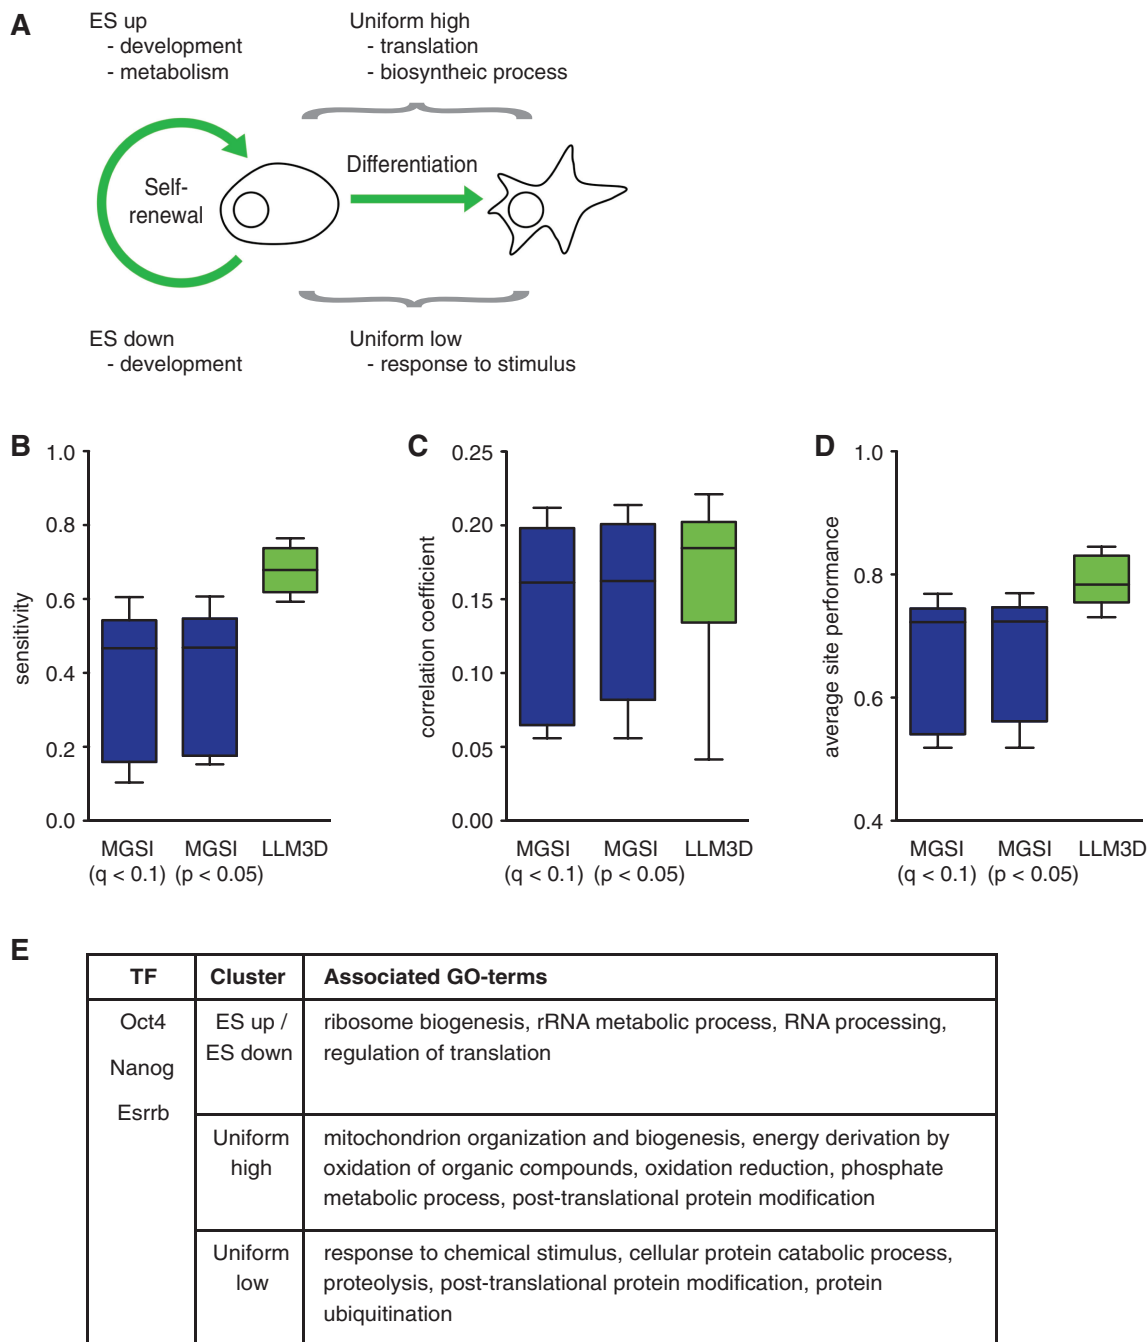 A
ES up
- development
- metabolism
Uniform high
- translation
- biosyntheic process
Self-
renewal
Differentiation
ES down
- development
Uniform low
- response to stimulus
B
sensitivity
1.0
0.8
0.6
0.4
0.2
0.0
MGSI
(q < 0.1)
MGSI
(p < 0.05)
LLM3D
C
correlation coefficient
0.25
0.20
0.15
0.10
0.05
0.00
MGSI
(q < 0.1)
MGSI
(p < 0.05)
LLM3D
D
average site performance
1.0
0.8
0.6
0.4
MGSI
(q < 0.1)
MGSI
(p < 0.05)
LLM3D
E
TF Cluster Associated GO-terms
Oct4
Nanog
Esrrb
ES up /
ES down
ribosome biogenesis, rRNA metabolic process, RNA processing,
regulation of translation
Uniform
high
mitochondrion organization and biogenesis, energy derivation by
oxidation of organic compounds, oxidation reduction, phosphate
metabolic process, post-translational protein modification
Uniform
low
response to chemical stimulus, cellular protein catabolic process,
proteolysis, post-translational protein modification, protein
ubiquitination